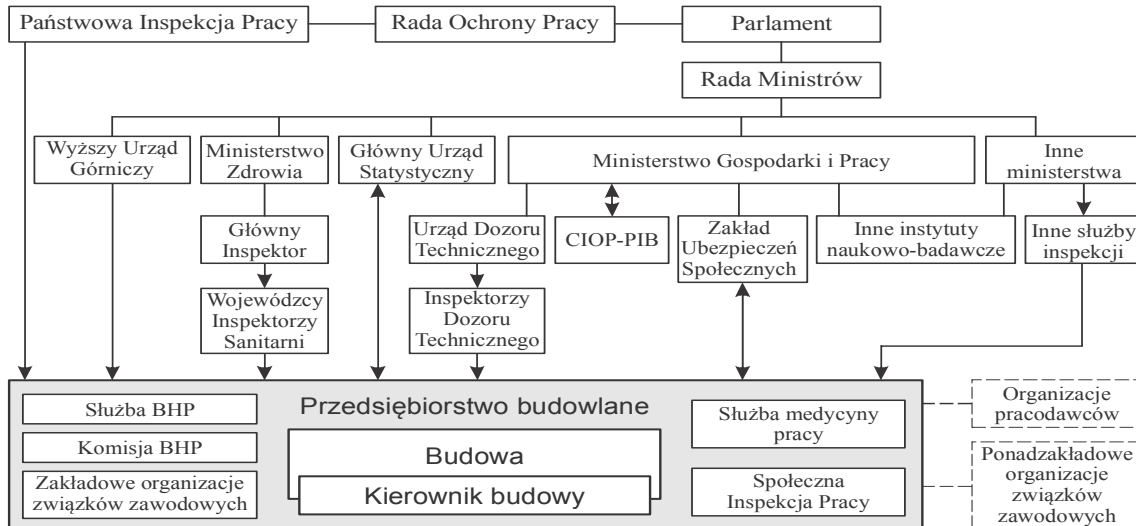 Państwowa Inspekcja Pracy
Rada Ochrony Pracy
Parlament
Rada Ministrów
Wyższy Urząd
Górniczy
Ministerstwo
Zdrowia
Główny Urząd
Statystyczny
Ministerstwo Gospodarki i Pracy
Inne
ministerstwa
Główny
Inspektor
Urząd Dozoru
Technicznego
CIOP-PIB
Zakład
Ubezpieczeń
Społecznych
Inne instytuty
naukowo-badawcze
Inne służby
inspekcji
Wojewódzcy
Inspektorzy
Sanitarni
Inspektorzy
Dozoru
Technicznego
Służba BHP
Komisja BHP
Zakładowe organizacje
związków zawodowych
Przedsiębiorstwo budowlane
Budowa
Kierownik budowy
Służba medycyny
pracy
Społeczna
Inspekcja Pracy
Organizacje
pracodawców
Ponadzakładowe
organizacje
związków
zawodowych